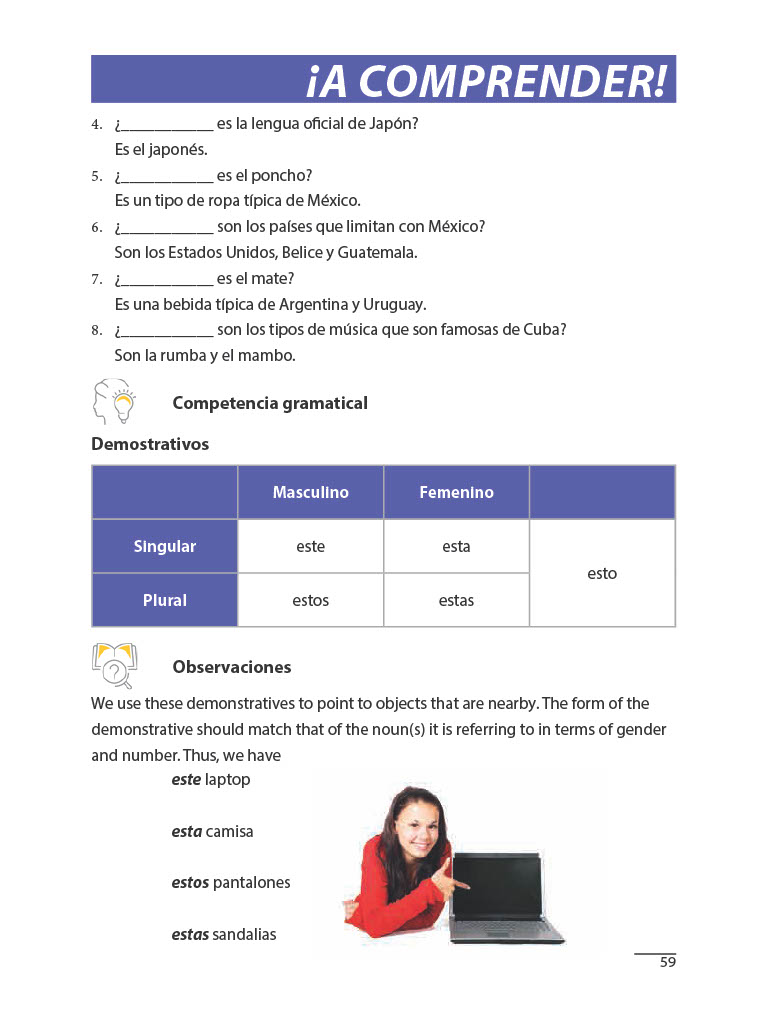 ¡A COMPRENDER!
4. ¿___________ es la lengua oficial de Japón?
Es el japonés.
5. ¿___________ es el poncho?
Es un tipo de ropa típica de México.
6. ¿___________ son los países que limitan con México?
Son los Estados Unidos, Belice y Guatemala.
7. ¿___________ es el mate?
Es una bebida típica de Argentina y Uruguay.
8. ¿___________ son los tipos de música que son famosas de Cuba?
Son la rumba y el mambo.
Competencia gramatical
Demostrativos
Masculino Femenino
Singular este esta
esto
Plural estos estas
?
Observaciones
We use these demonstratives to point to objects that are nearby. The form of the
demonstrative should match that of the noun(s) it is referring to in terms of gender
and number. Thus, we have
este laptop
esta camisa
estos pantalones
estas sandalias
59